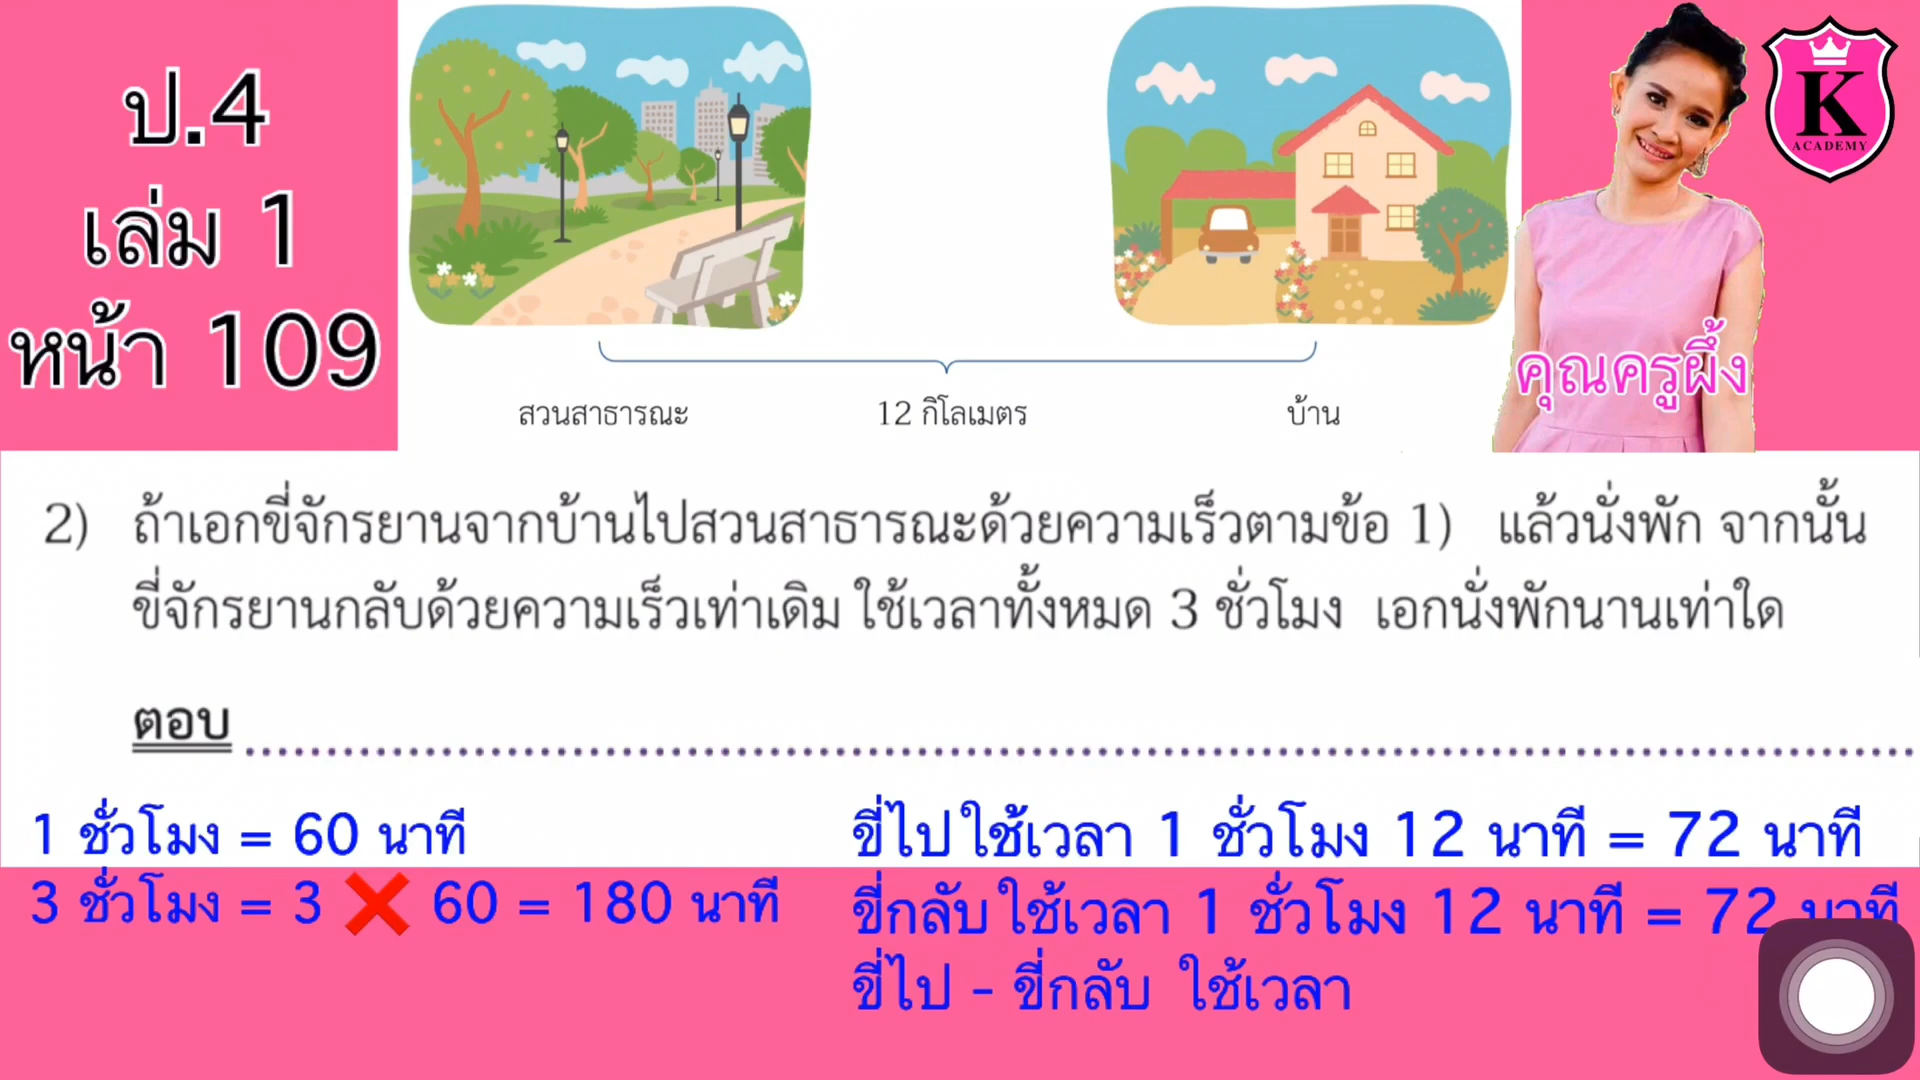 ป.4
เล่ม 1
หน้า 109
K
ACADEMY
คุณครูผึ้ง
สวนสาธารณะ 12 กิโลเมตร บ้าน
2) ถ้าเอกขี่จักรยานจากบ้านไปสวนสาธารณะด้วยความเร็วตามข้อ 1) แล้วนั่งพัก จากนั้น
ขี่จักรยานกลับด้วยความเร็วเท่าเดิม ใช้เวลาทั้งหมด 3 ชั่วโมง เอกนั่งพักนานเท่าใด
ตอบ
1 ชั่วโมง = 60 นาที
3 ชั่วโมง = 3 ❌ 60 = 180 นาที
ขี่ไป ใช้เวลา 1 ชั่วโมง 12 นาที = 72 นาที
ขี่กลับ ใช้เวลา 1 ชั่วโมง 12 นาที = 72 นาที
ขี่ไป - ขี่กลับ ใช้เวลา